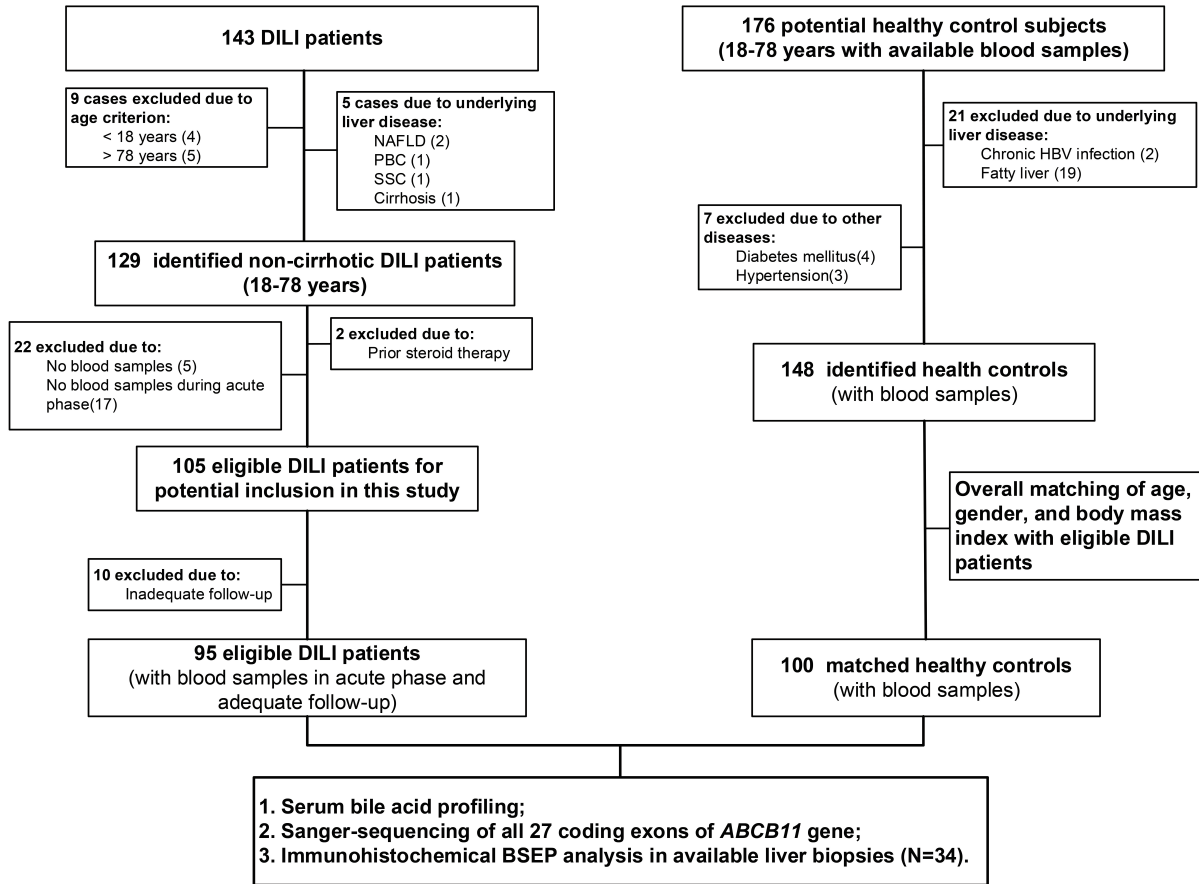 143 DILI patients
9 cases excluded due to
age criterion:
< 18 years (4)
> 78 years (5)
5 cases due to underlying
liver disease:
NAFLD (2)
PBC (1)
SSC (1)
Cirrhosis (1)
129 identified non-cirrhotic DILI patients
(18-78 years)
22 excluded due to:
No blood samples (5)
No blood samples during acute
phase(17)
2 excluded due to:
Prior steroid therapy
105 eligible DILI patients for
potential inclusion in this study
10 excluded due to:
Inadequate follow-up
95 eligible DILI patients
(with blood samples in acute phase and
adequate follow-up)
176 potential healthy control subjects
(18-78 years with available blood samples)
21 excluded due to underlying
liver disease:
Chronic HBV infection (2)
Fatty liver (19)
7 excluded due to other
diseases:
Diabetes mellitus(4)
Hypertension(3)
148 identified health controls
(with blood samples)
Overall matching of age,
gender, and body mass
index with eligible DILI
patients
100 matched healthy controls
(with blood samples)
1. Serum bile acid profiling;
2. Sanger-sequencing of all 27 coding exons of ABCB11 gene;
3. Immunohistochemical BSEP analysis in available liver biopsies (N=34).